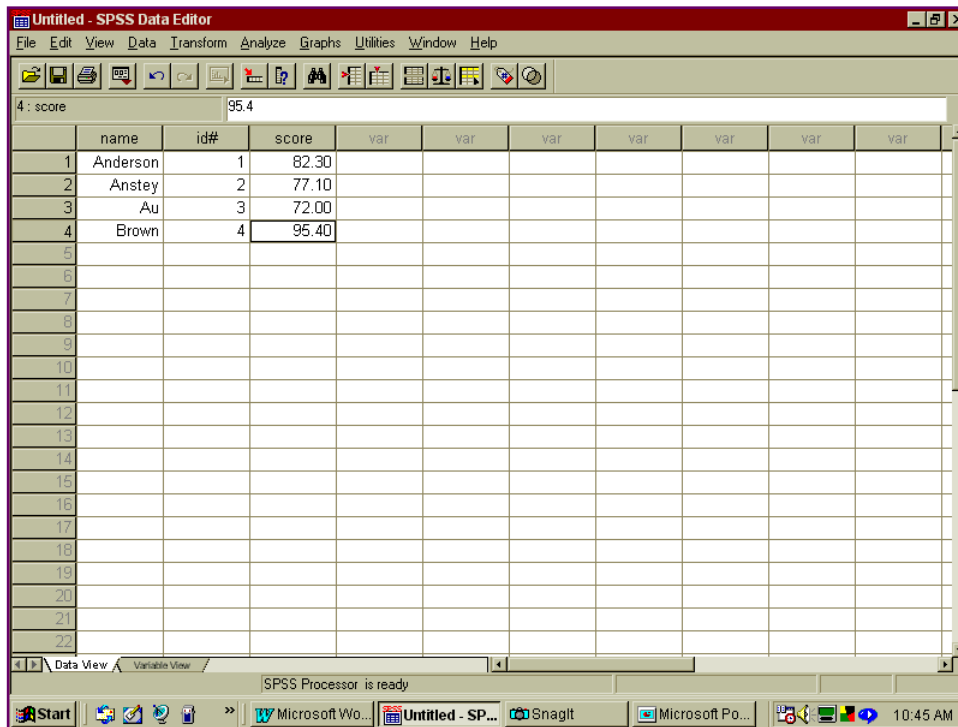 Untitled - SPSS Data Editor
File Edit View Data Transform Analyze Graphs Utilities Window Help
4 : score 95.4
name id# score var var var var var var var
1 Anderson 1 82.30
2 Anstey 2 77.10
3 Au 3 72.00
4 Brown 4 95.40
5
6
7
8
9
10
11
12
13
14
15
16
17
18
19
20
21
22
Data View Variable View
SPSS Processor is ready
Start » Microsoft Wo... Untitled - SP... SnagIt Microsoft Po... 10:45 AM